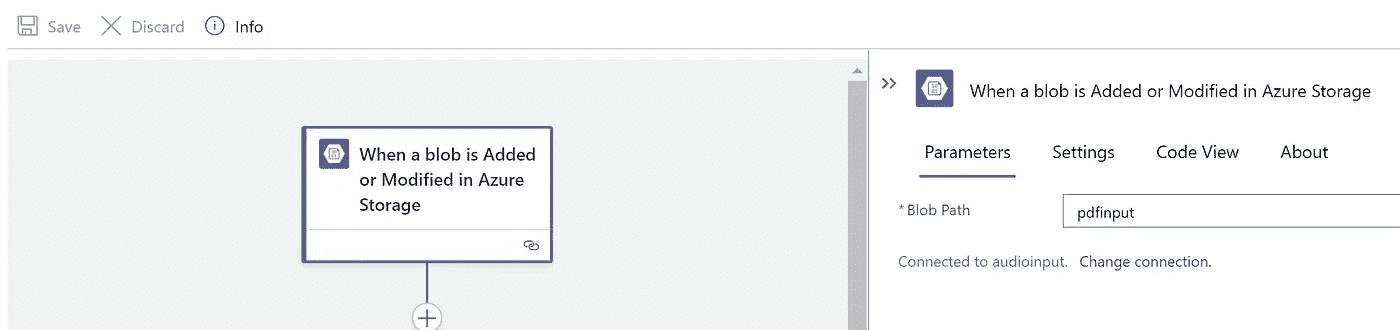 Save Discard Info
When a blob is Added
or Modified in Azure
Storage
When a blob is Added or Modified in Azure Storage
Parameters Settings Code View About
* Blob Path pdfinput
Connected to audioinput. Change connection.